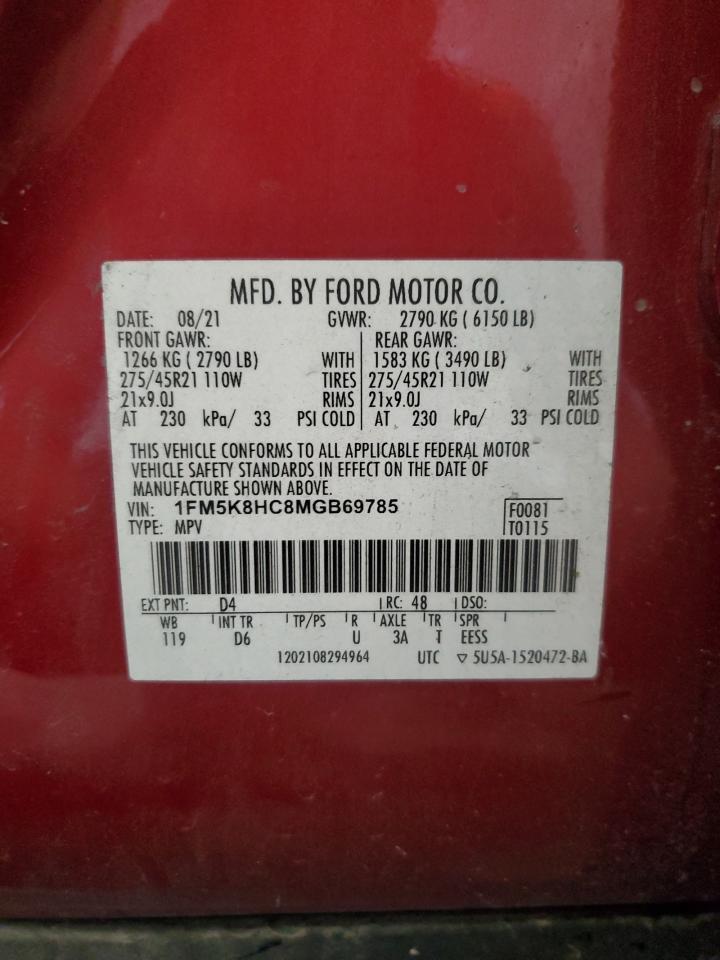 MFD. BY FORD MOTOR CO.
DATE: 08/21 GVWR: 2790 KG ( 6150 LB)
FRONT GAWR: REAR GAWR:
1266 KG ( 2790 LB) WITH 1583 KG ( 3490 LB) WITH
275/45R21 110W TIRES 275/45R21 110W TIRES
21x9.0J RIMS 21x9.0J RIMS
AT 230 kPa/ 33 PSI COLD AT 230 kPa/ 33 PSI COLD
THIS VEHICLE CONFORMS TO ALL APPLICABLE FEDERAL MOTOR
VEHICLE SAFETY STANDARDS IN EFFECT ON THE DATE OF
MANUFACTURE SHOWN ABOVE.
VIN: 1FM5K8HC8MGB69785 F0081
TYPE: MPV T0115
EXT PNT: D4 RC: 48 DSO:
WB INT TR TP/PS R AXLE TR SPR
119 D6 U 3A T EESS
1202108294964 UTC ▽ 5U5A-1520472-BA